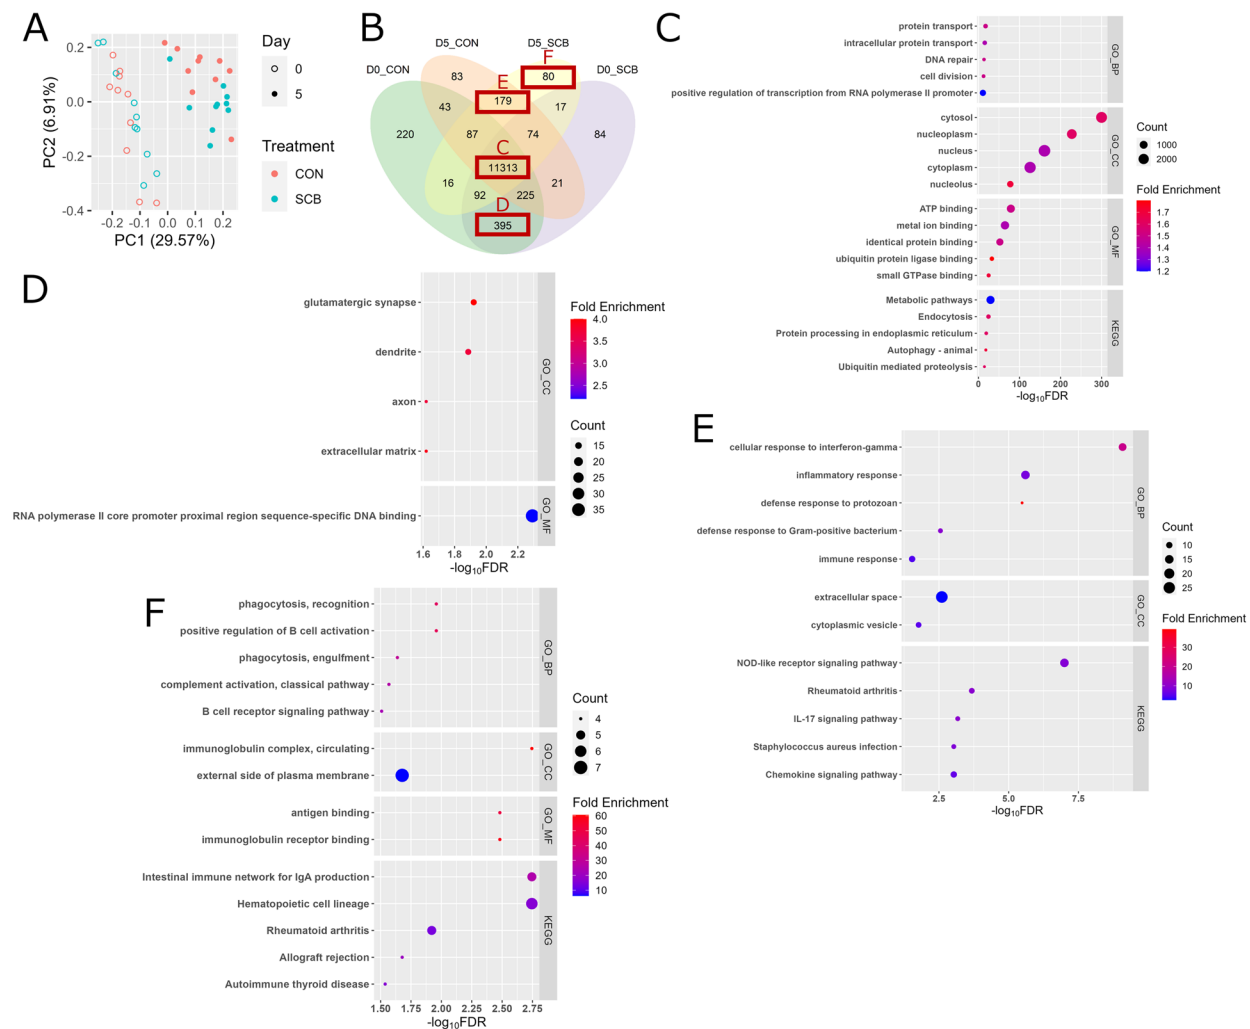 A
0.2
0.0
-0.2
-0.4
PC2 (6.91%)
-0.2 -0.1 0.0 0.1 0.2
PC1 (29.57%)
Day
0
5
Treatment
CON
SCB
B
D5_CON D5_SCB
D0_CON D0_SCB
F
83 80
E
43 179 17
220 87 74 84
C
11313
16 21
92 225
D
395
C
protein transport
intracellular protein transport
DNA repair
cell division
positive regulation of transcription from RNA polymerase II promoter
GO_BP
cytosol
nucleoplasm
nucleus
cytoplasm
nucleolus
GO_CC
ATP binding
metal ion binding
identical protein binding
ubiquitin protein ligase binding
small GTPase binding
GO_MF
Metabolic pathways
Endocytosis
Protein processing in endoplasmic reticulum
Autophagy - animal
Ubiquitin mediated proteolysis
KEGG
0 100 200 300
-log₁₀FDR
Count
1000
2000
Fold Enrichment
1.7
1.6
1.5
1.4
1.3
1.2
D
glutamatergic synapse
dendrite
axon
extracellular matrix
GO_CC
RNA polymerase II core promoter proximal region sequence-specific DNA binding
GO_MF
1.6 1.8 2.0 2.2
-log₁₀FDR
Fold Enrichment
4.0
3.5
3.0
2.5
Count
15
20
25
30
35
E
cellular response to interferon-gamma
inflammatory response
defense response to protozoan
defense response to Gram-positive bacterium
immune response
GO_BP
extracellular space
cytoplasmic vesicle
GO_CC
NOD-like receptor signaling pathway
Rheumatoid arthritis
IL-17 signaling pathway
Staphylococcus aureus infection
Chemokine signaling pathway
KEGG
2.5 5.0 7.5
-log₁₀FDR
Count
10
15
20
25
Fold Enrichment
30
20
10
F
phagocytosis, recognition
positive regulation of B cell activation
phagocytosis, engulfment
complement activation, classical pathway
B cell receptor signaling pathway
GO_BP
immunoglobulin complex, circulating
external side of plasma membrane
GO_CC
antigen binding
immunoglobulin receptor binding
GO_MF
Intestinal immune network for IgA production
Hematopoietic cell lineage
Rheumatoid arthritis
Allograft rejection
Autoimmune thyroid disease
KEGG
1.50 1.75 2.00 2.25 2.50 2.75
-log₁₀FDR
Count
4
5
6
7
Fold Enrichment
60
50
40
30
20
10